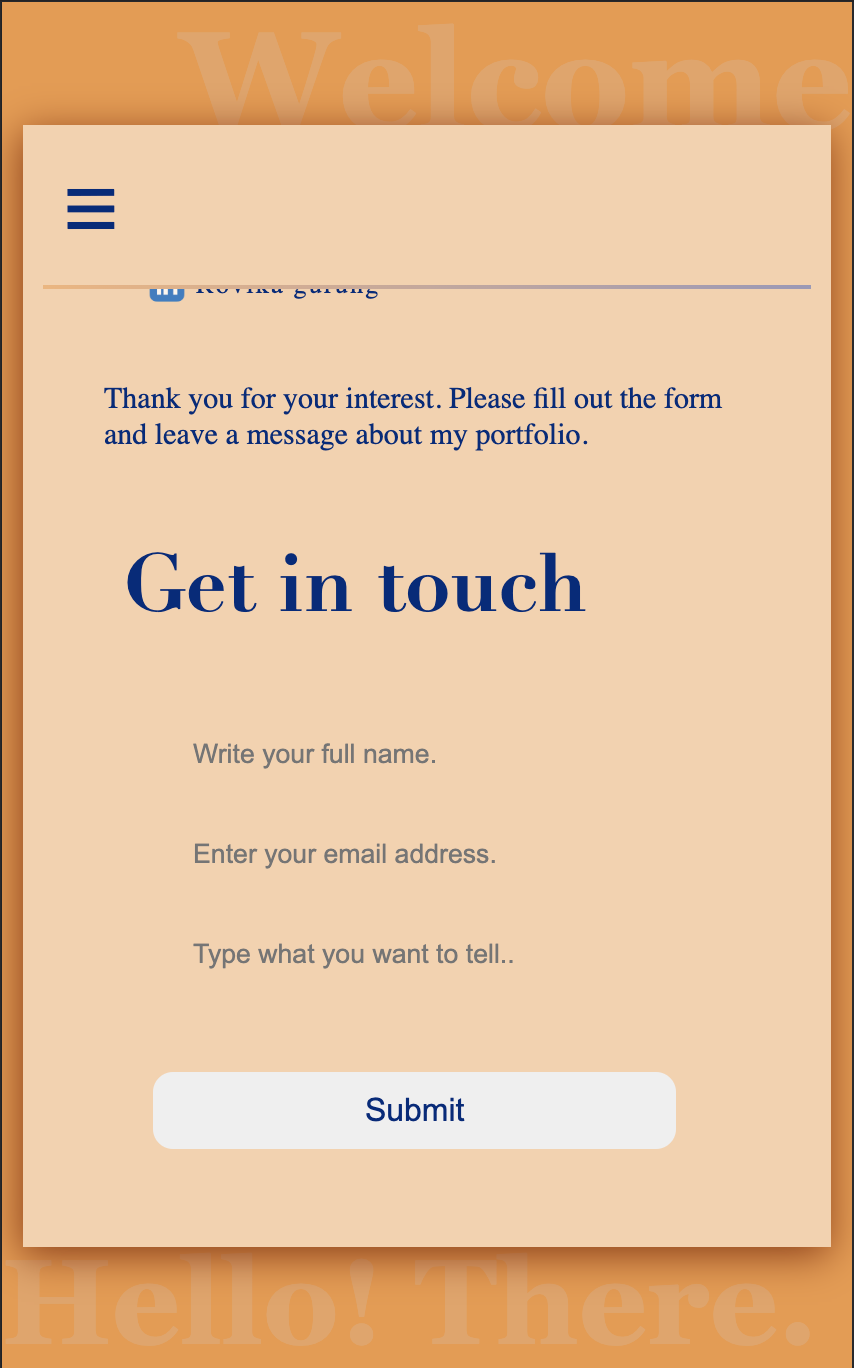 Welcome
gurung
Thank you for your interest. Please fill out the form
and leave a message about my portfolio.
Get in touch
Write your full name.
Enter your email address.
Type what you want to tell..
Submit
Hello! There.